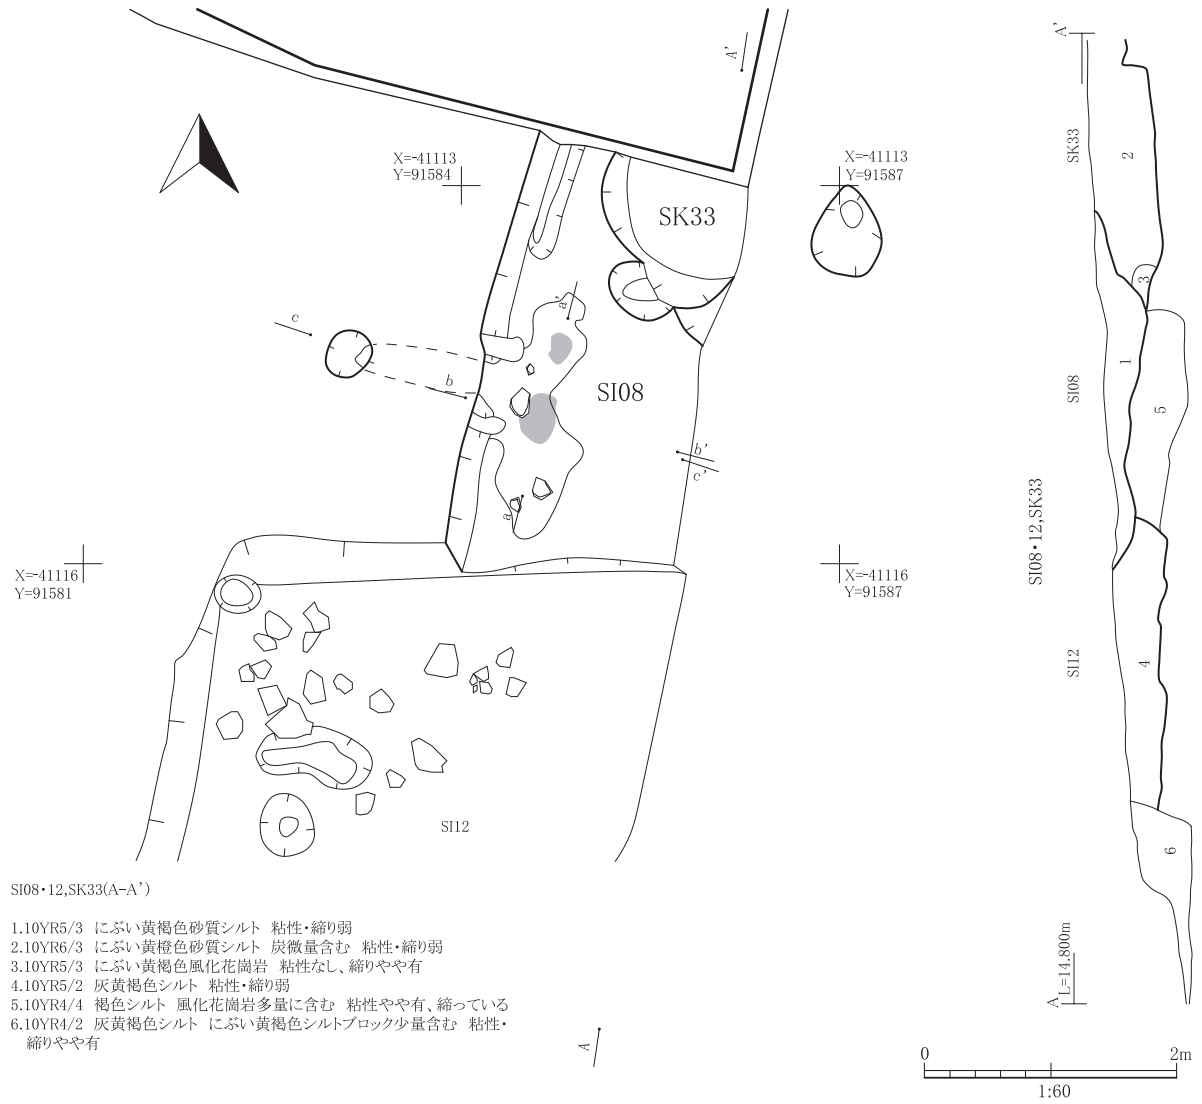 A'
X=-41113
Y=91584
X=-41113
Y=91587
SK33
a'
c
b
SI08
b'
c'
a
X=-41116
Y=91581
X=-41116
Y=91587
SI12
A'
SK33
2
3
1
SI08
5
SI08・12,SK33
SI12
4
6
A
L=14.800m
SI08・12,SK33(A-A')
1.10YR5/3 にぶい黄褐色砂質シルト 粘性・締り弱
2.10YR6/3 にぶい黄橙色砂質シルト 炭微量含む 粘性・締り弱
3.10YR5/3 にぶい黄褐色風化花崗岩 粘性なし、締りやや有
4.10YR5/2 灰黄褐色シルト 粘性・締り弱
5.10YR4/4 褐色シルト 風化花崗岩多量に含む 粘性やや有、締っている
6.10YR4/2 灰黄褐色シルト にぶい黄褐色シルトブロック少量含む 粘性・
締りやや有
A
0
2m
1:60